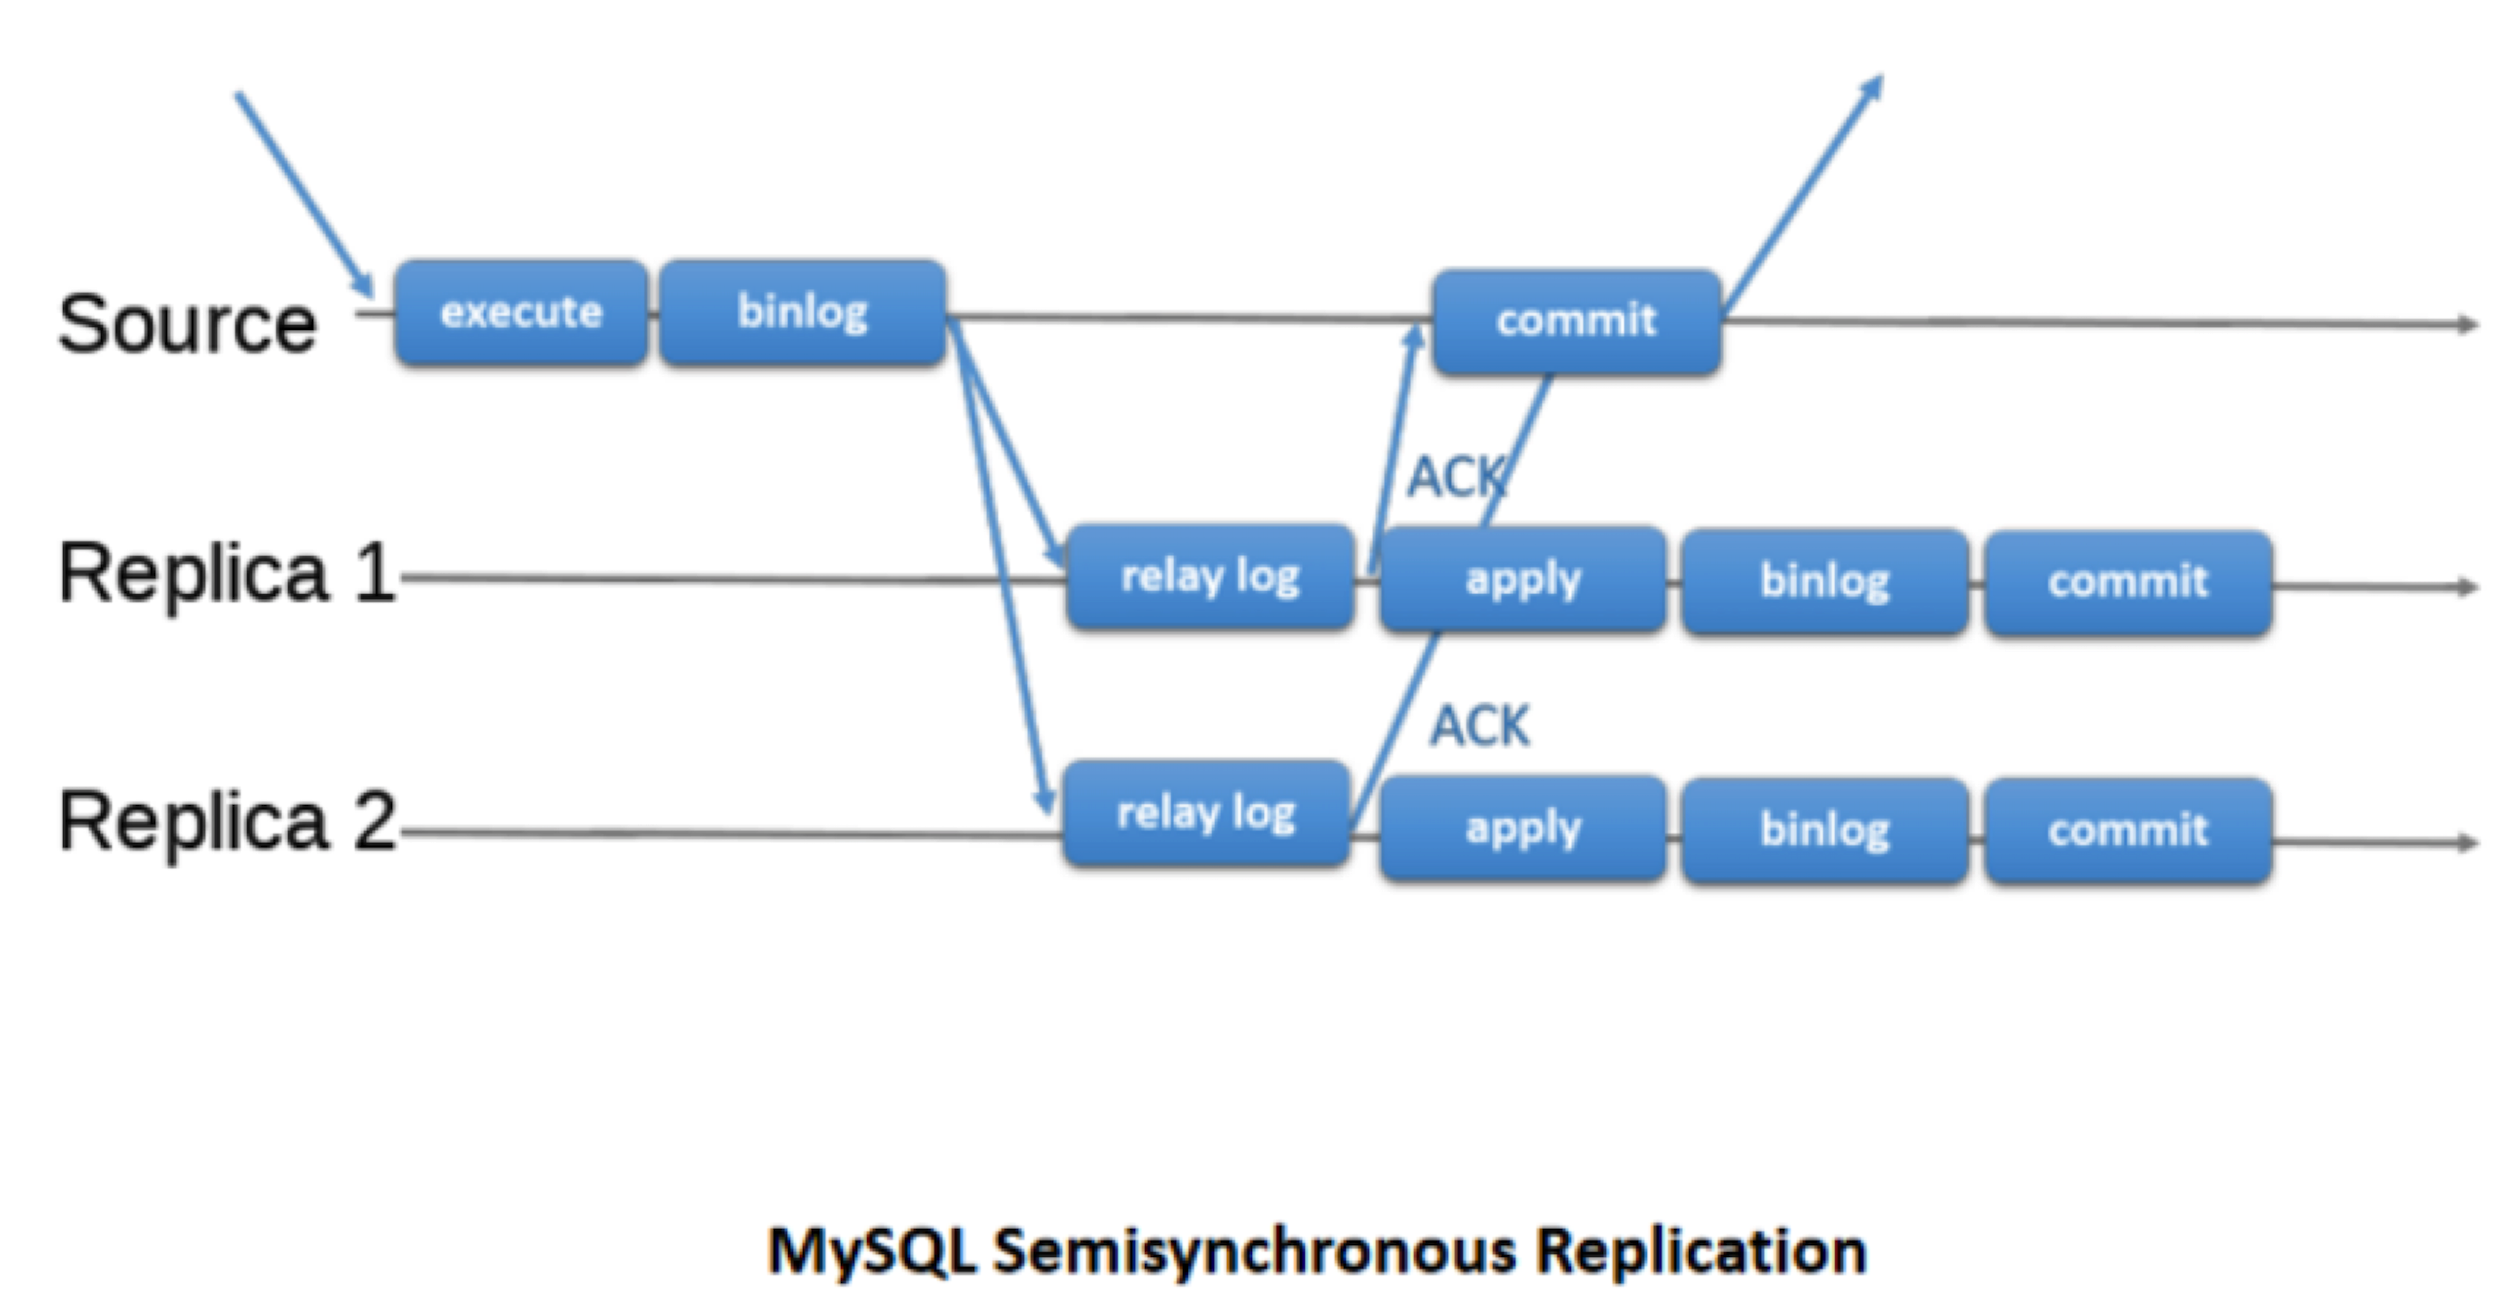 Source
execute
binlog
commit
ACK
Replica 1
relay log
apply
binlog
commit
ACK
Replica 2
relay log
apply
binlog
commit
MySQL Semisynchronous Replication